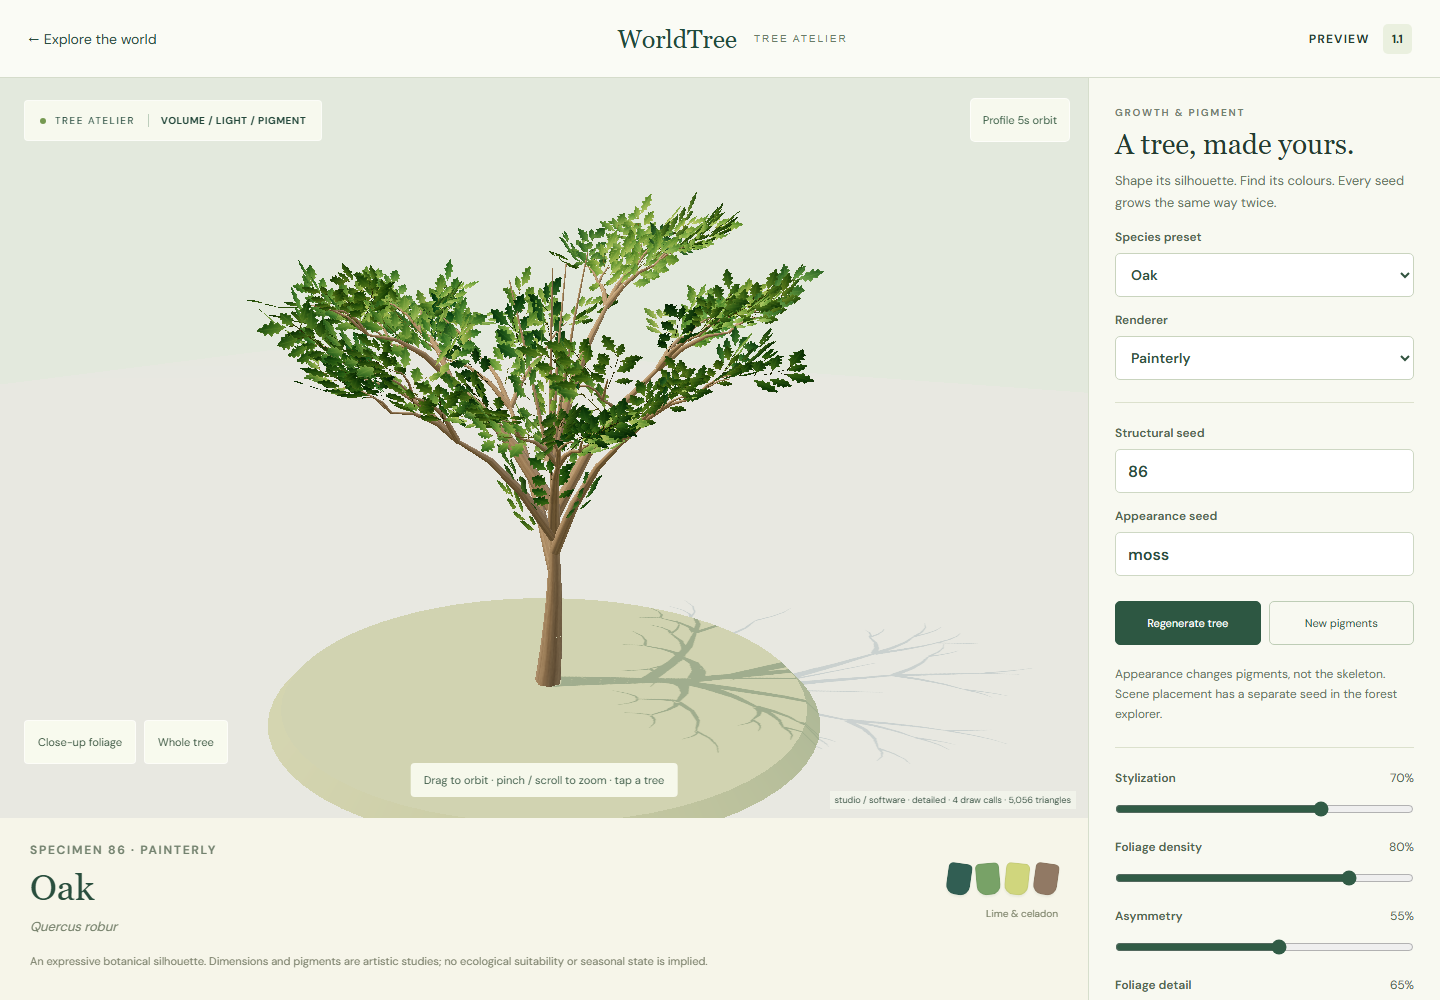 ← Explore the world
WorldTree
TREE ATELIER
PREVIEW
1.1
TREE ATELIER
VOLUME / LIGHT / PIGMENT
Profile 5s orbit
Close-up foliage
Whole tree
Drag to orbit · pinch / scroll to zoom · tap a tree
studio / software · detailed · 4 draw calls · 5,056 triangles
SPECIMEN 86 · PAINTERLY
Oak
Quercus robur
An expressive botanical silhouette. Dimensions and pigments are artistic studies; no ecological suitability or seasonal state is implied.
Lime & celadon
GROWTH & PIGMENT
A tree, made yours.
Shape its silhouette. Find its colours. Every seed
grows the same way twice.
Species preset
Oak
Renderer
Painterly
Structural seed
86
Appearance seed
moss
Regenerate tree
New pigments
Appearance changes pigments, not the skeleton.
Scene placement has a separate seed in the forest
explorer.
Stylization
70%
Foliage density
80%
Asymmetry
55%
Foliage detail
65%